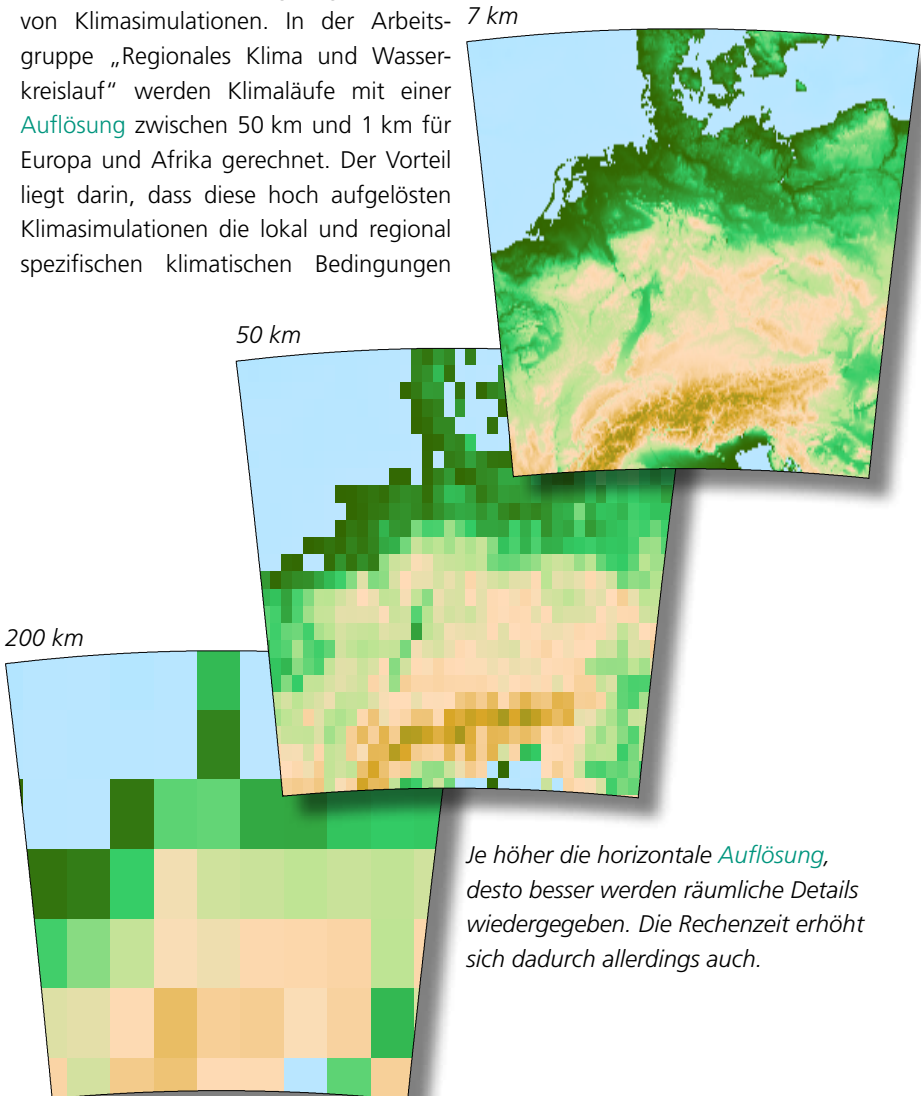 von Klimasimulationen. In der Arbeits-
gruppe „Regionales Klima und Wasser-
kreislauf“ werden Klimaläufe mit einer
Auflösung zwischen 50 km und 1 km für
Europa und Afrika gerechnet. Der Vorteil
liegt darin, dass diese hoch aufgelösten
Klimasimulationen die lokal und regional
spezifischen klimatischen Bedingungen
7 km
50 km
200 km
Je höher die horizontale Auflösung,
desto besser werden räumliche Details
wiedergegeben. Die Rechenzeit erhöht
sich dadurch allerdings auch.